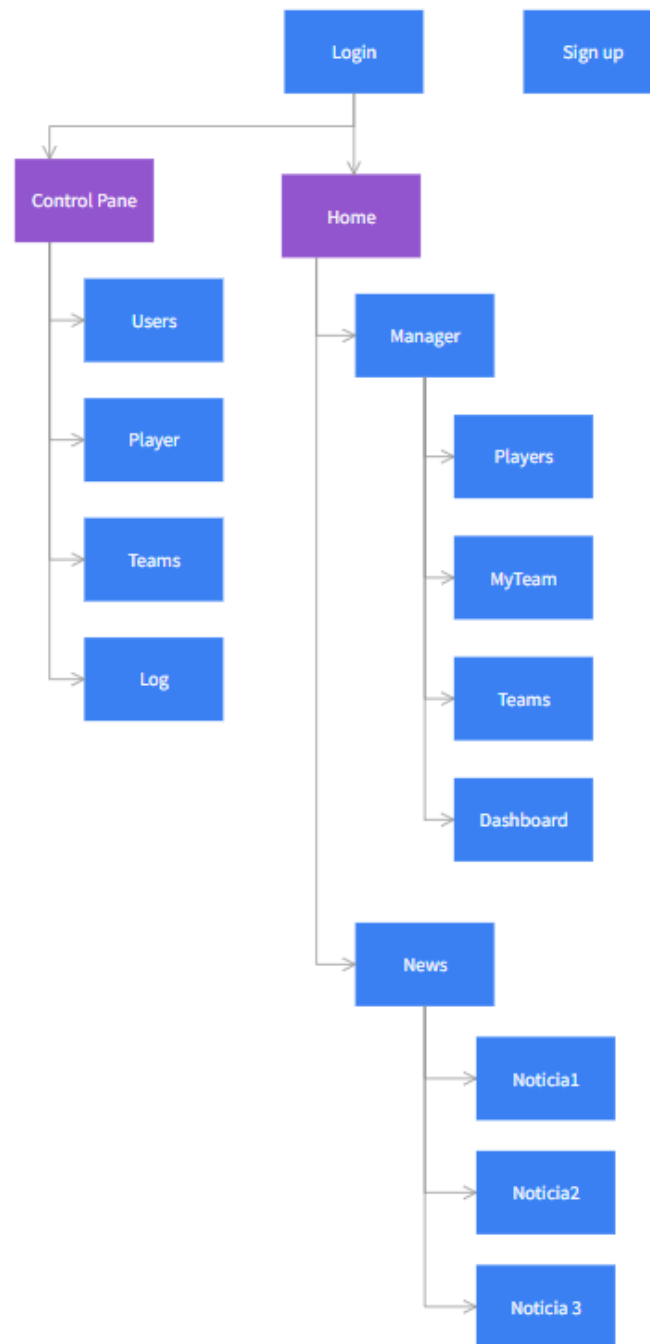 Login
Sign up
Control Pane
Home
Users
Manager
Player
Players
Teams
MyTeam
Log
Teams
Dashboard
News
Noticia1
Noticia2
Noticia 3